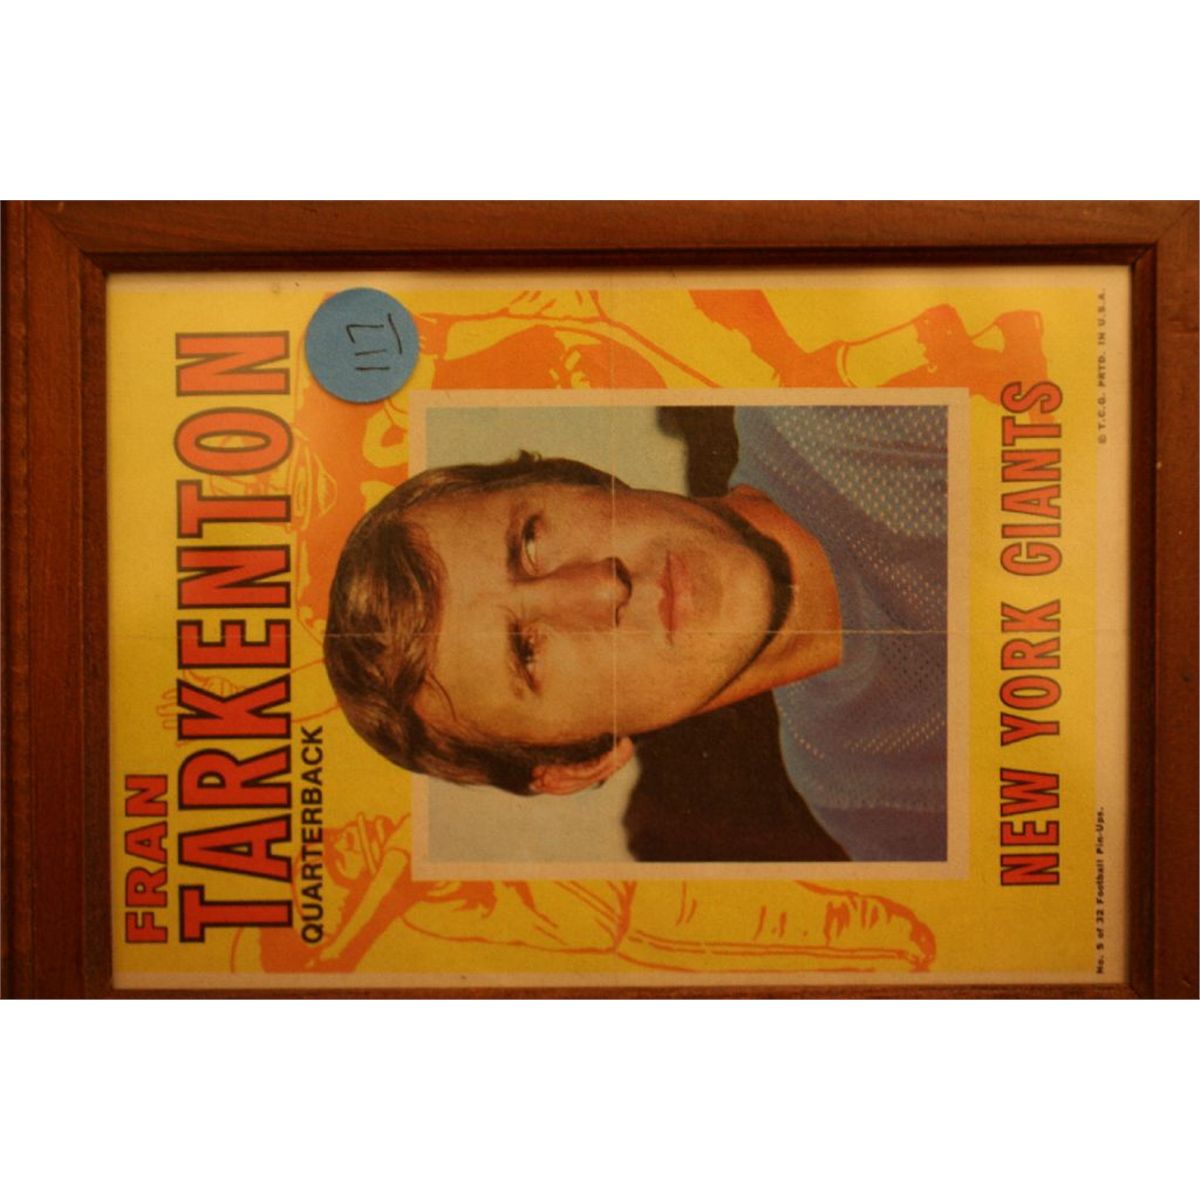 FRAN
TARKENTON
QUARTERBACK
117
NEW YORK GIANTS
No. 5 of 32 Football Pin-Ups.
© T.C.G. PRTD. IN U.S.A.